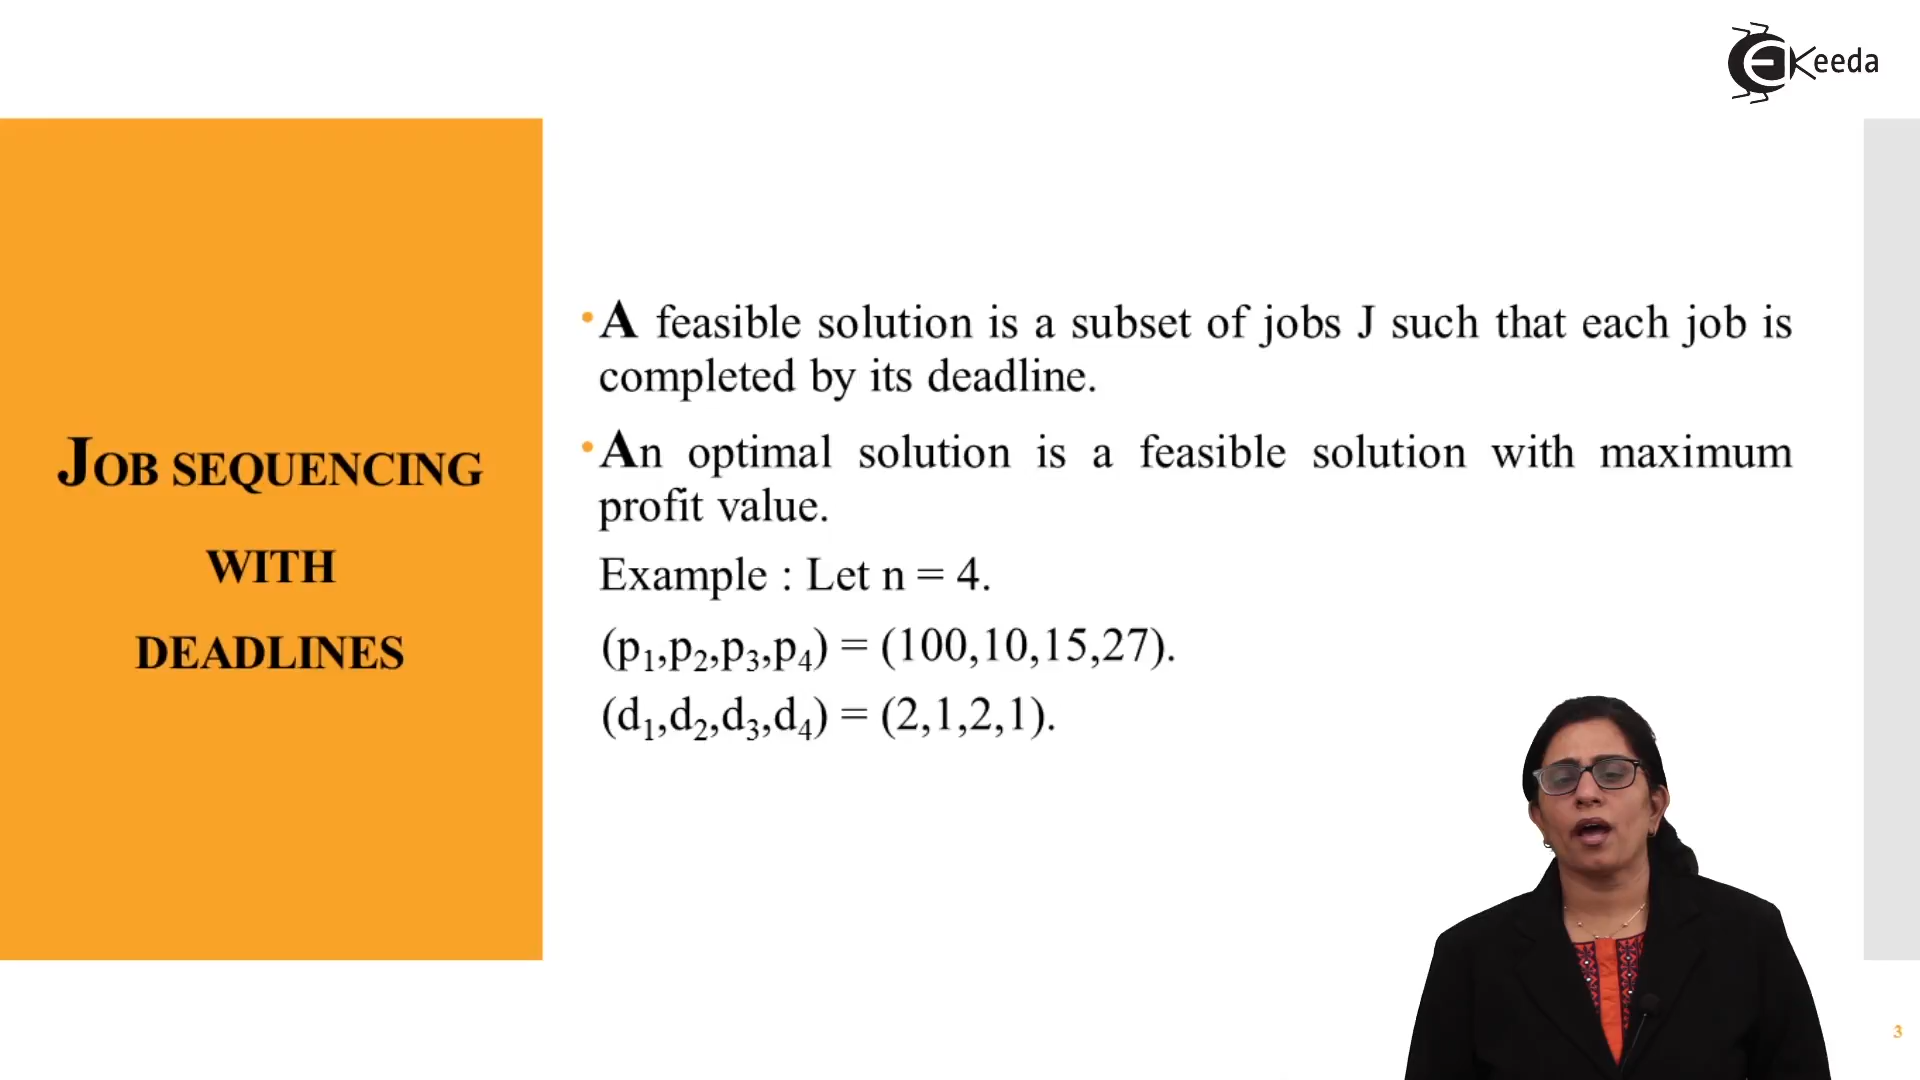 Keeda
JOB SEQUENCING
WITH
DEADLINES
•A feasible solution is a subset of jobs J such that each job is
completed by its deadline.
•An optimal solution is a feasible solution with maximum
profit value.
Example : Let n = 4.
(p₁,p₂,p₃,p₄) = (100,10,15,27).
(d₁,d₂,d₃,d₄) = (2,1,2,1).
3